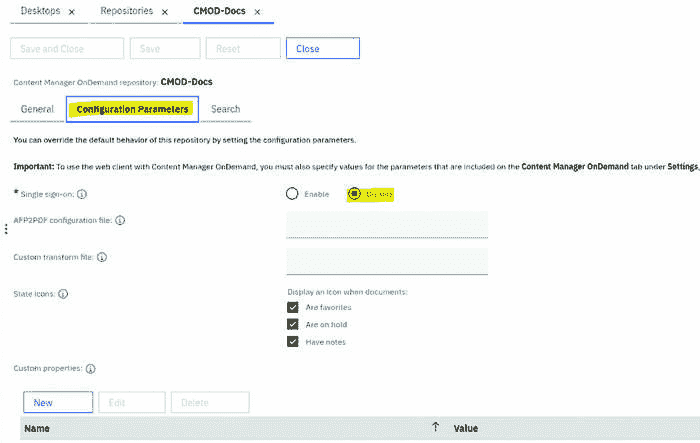 Desktops × Repositories × CMOD-Docs ×
Save and Close Save Reset Close
Content Manager OnDemand repository: CMOD-Docs
General Configuration Parameters Search
You can override the default behavior of this repository by setting the configuration parameters.
Important: To use the web client with Content Manager OnDemand, you must also specify values for the parameters that are included on the Content Manager OnDemand tab under Settings,
* Single sign-on: Enable
AFP2PDF configuration file:
Custom transform file:
State icons: Display an icon when documents:
Are favorites
Are on hold
Have notes
Custom properties:
New Edit Delete
Name ↑ Value